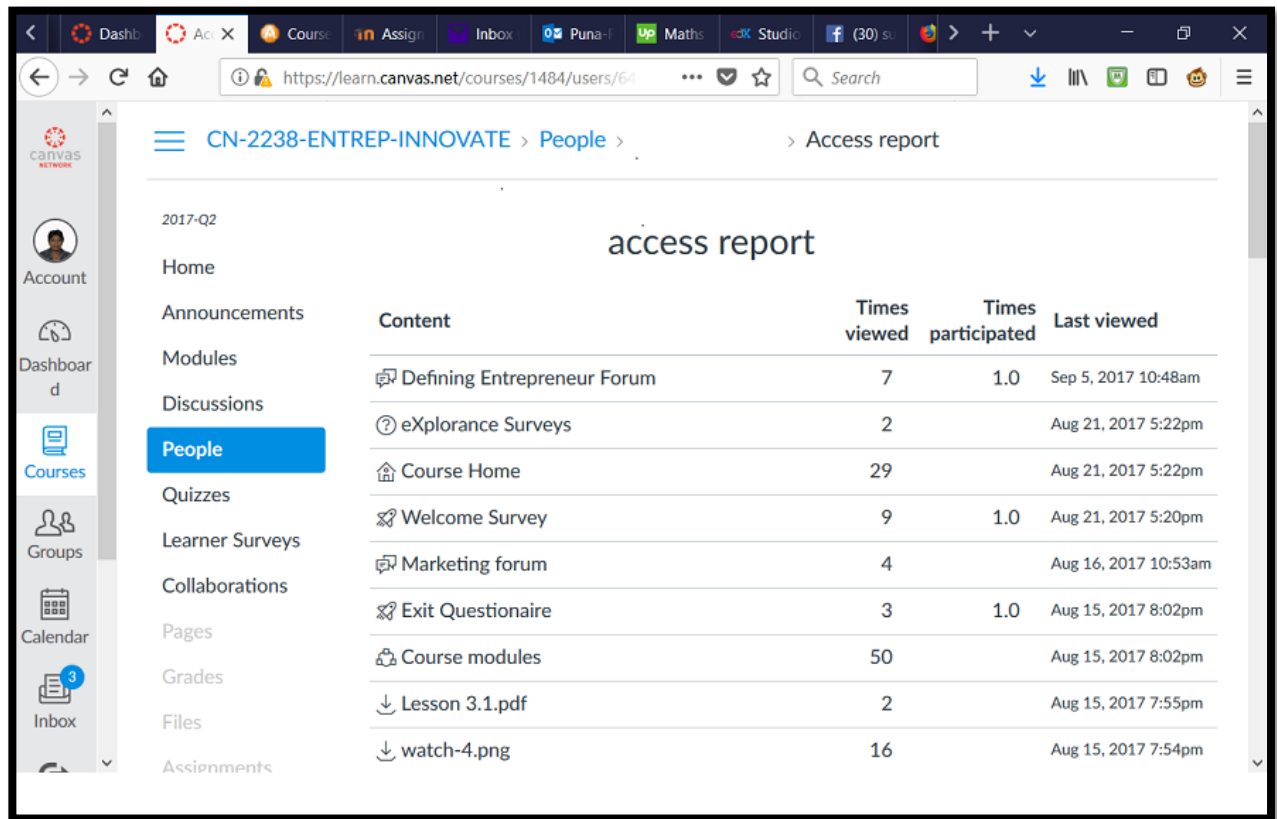 Dashb
Acc
Course
Assign
Inbox
Puna-F
Up Maths
edX Studio
(30) su
https://learn.canvas.net/courses/1484/users/64
Search
canvas
NETWORK
Account
Dashboar
d
Courses
Groups
Calendar
3
Inbox
CN-2238-ENTREP-INNOVATE > People > > Access report
2017-Q2
Home
Announcements
Modules
Discussions
People
Quizzes
Learner Surveys
Collaborations
Pages
Grades
Files
Assignments
access report
Content Times viewed Times participated Last viewed
Defining Entrepreneur Forum 7 1.0 Sep 5, 2017 10:48am
eXplorance Surveys 2 Aug 21, 2017 5:22pm
Course Home 29 Aug 21, 2017 5:22pm
Welcome Survey 9 1.0 Aug 21, 2017 5:20pm
Marketing forum 4 Aug 16, 2017 10:53am
Exit Questionaire 3 1.0 Aug 15, 2017 8:02pm
Course modules 50 Aug 15, 2017 8:02pm
Lesson 3.1.pdf 2 Aug 15, 2017 7:55pm
watch-4.png 16 Aug 15, 2017 7:54pm